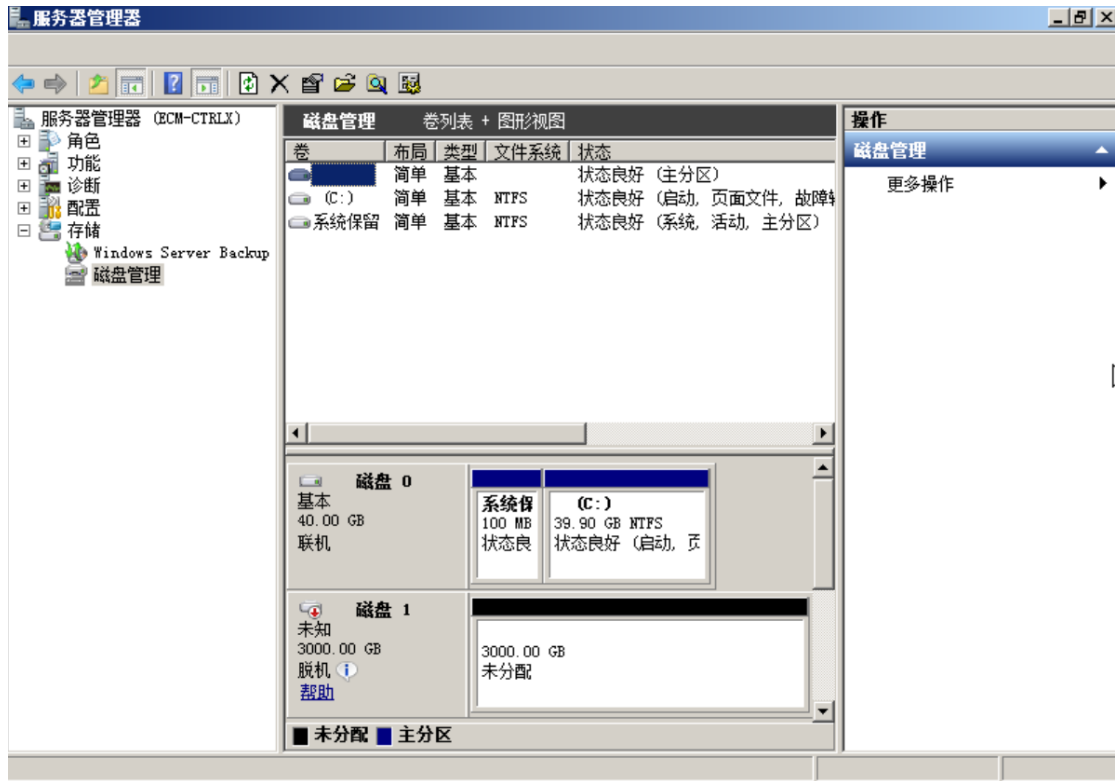 服务器管理器
服务器管理器 (ECM-CTRLX)
角色
功能
诊断
配置
存储
Windows Server Backup
磁盘管理
磁盘管理 卷列表 + 图形视图
卷 布局 类型 文件系统 状态
简单 基本 状态良好 (主分区)
(C:) 简单 基本 NTFS 状态良好 (启动, 页面文件, 故障转
系统保留 简单 基本 NTFS 状态良好 (系统, 活动, 主分区)
磁盘 0
基本
40.00 GB
联机
系统保
100 MB
状态良
(C:)
39.90 GB NTFS
状态良好 (启动, 页
磁盘 1
未知
3000.00 GB
脱机
帮助
3000.00 GB
未分配
未分配 主分区
操作
磁盘管理
更多操作